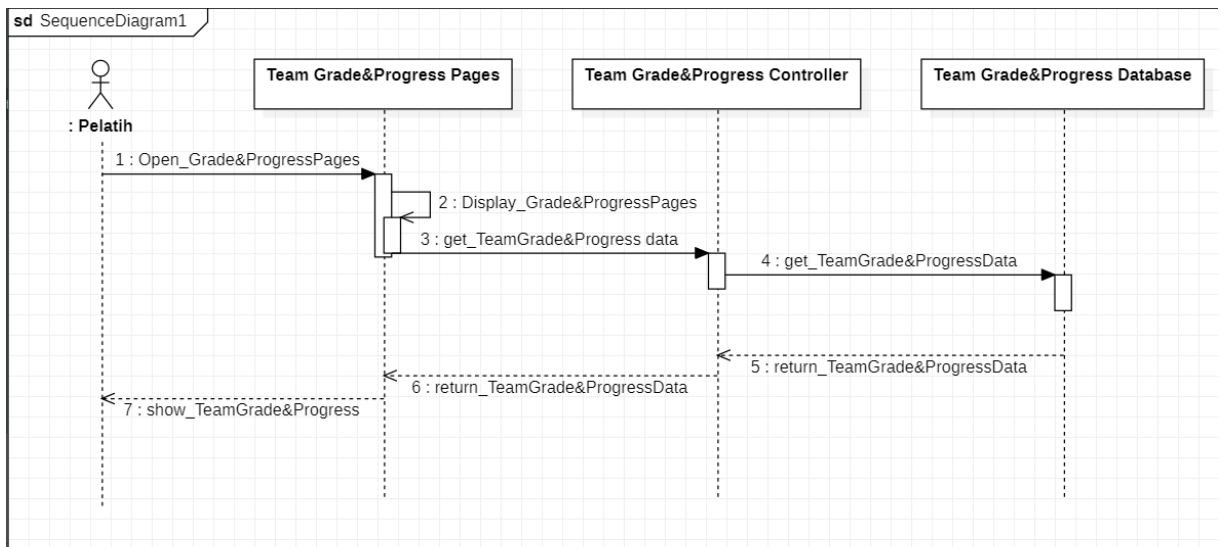 sd SequenceDiagram1
Team Grade&Progress Pages
Team Grade&Progress Controller
Team Grade&Progress Database
: Pelatih
1 : Open_Grade&ProgressPages
2 : Display_Grade&ProgressPages
3 : get_TeamGrade&Progress data
4 : get_TeamGrade&ProgressData
5 : return_TeamGrade&ProgressData
6 : return_TeamGrade&ProgressData
7 : show_TeamGrade&Progress